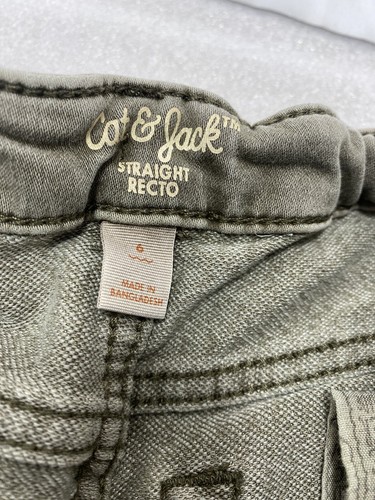 Cat & Jack™
STRAIGHT
RECTO
6
MADE IN
BANGLADESH